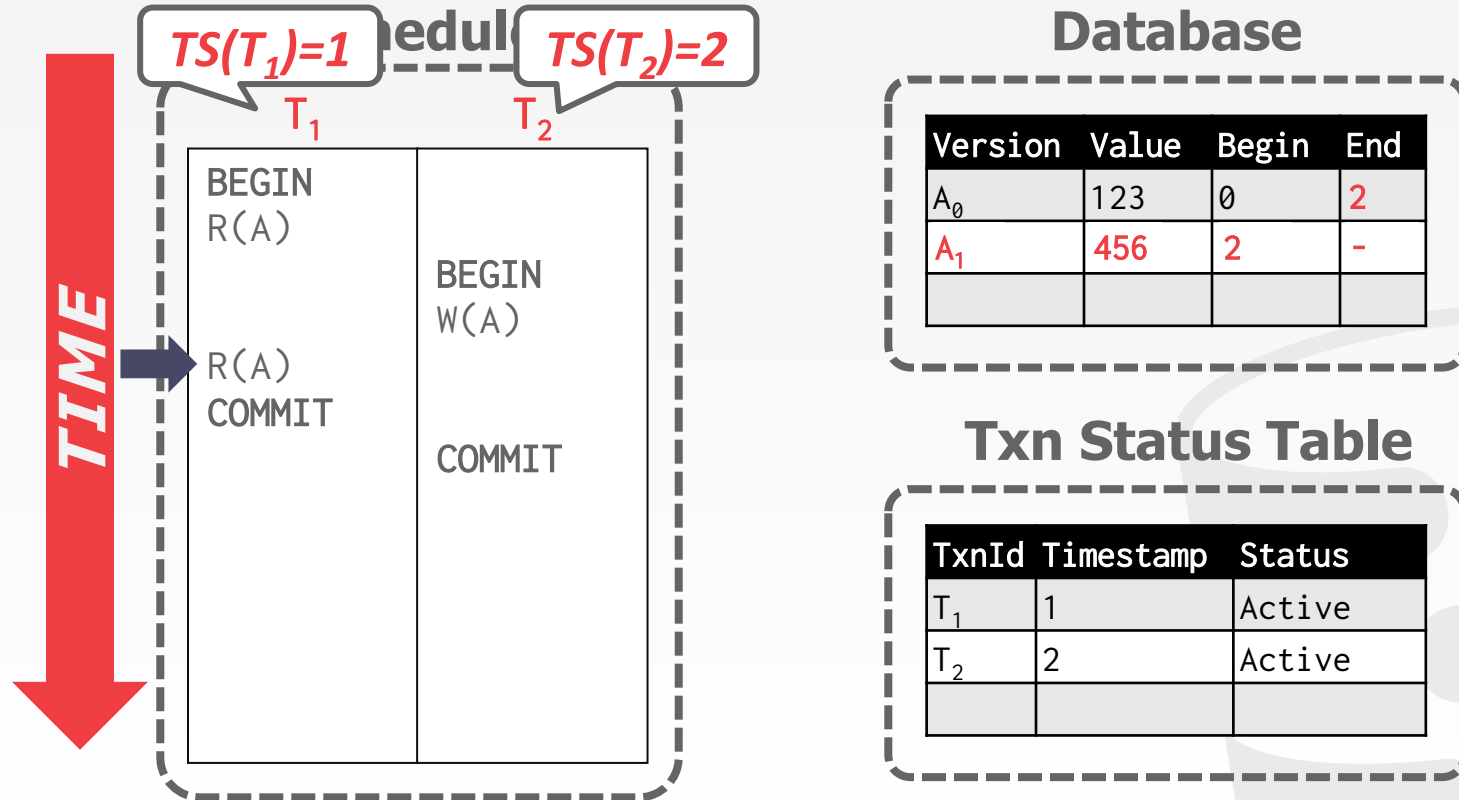 edul
TS(T₁)=1
TS(T₂)=2
T₁
T₂
TIME
BEGIN
R(A)
BEGIN
W(A)
R(A)
COMMIT
COMMIT
Database
Version Value Begin End
A₀ 123 0 2
A₁ 456 2 -
Txn Status Table
TxnId Timestamp Status
T₁ 1 Active
T₂ 2 Active